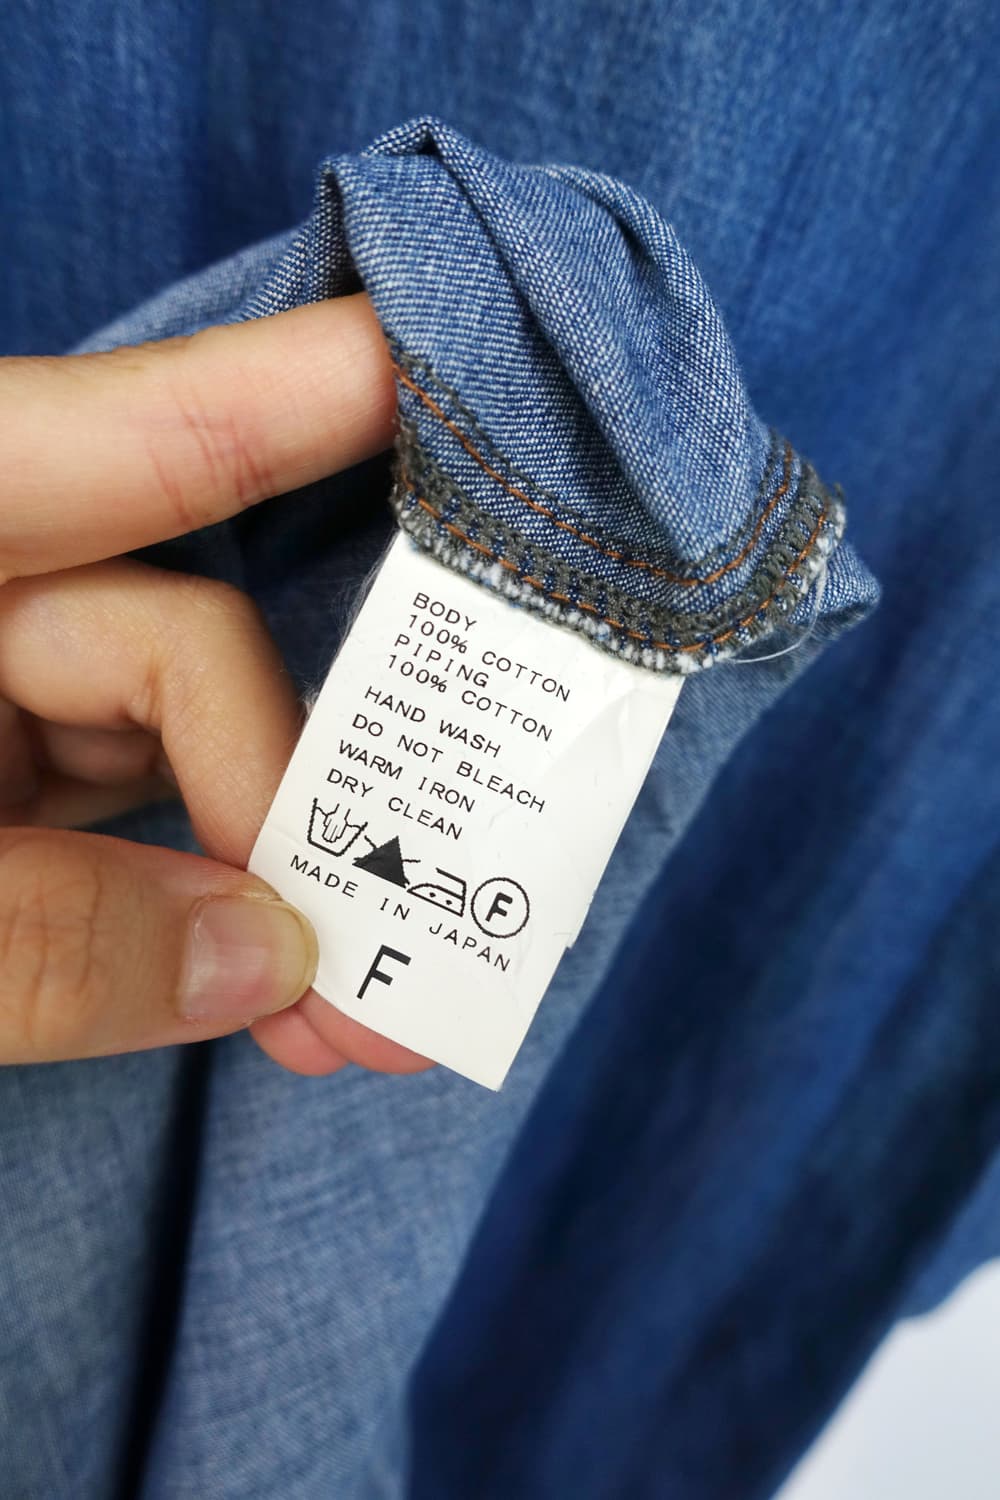 BODY
100% COTTON
PIPING
100% COTTON
HAND WASH
DO NOT BLEACH
WARM IRON
DRY CLEAN
F
MADE IN JAPAN
F